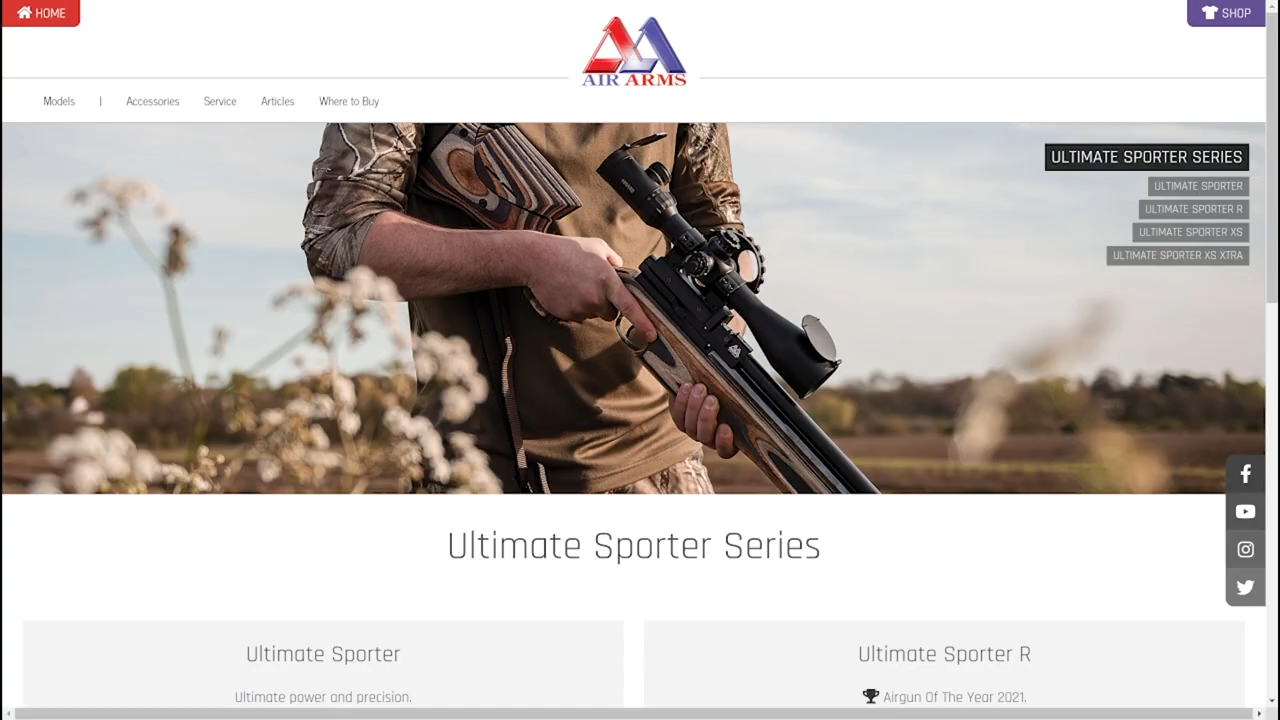 HOME
SHOP
AIR ARMS
Models | Accessories Service Articles Where to Buy
ULTIMATE SPORTER SERIES
ULTIMATE SPORTER
ULTIMATE SPORTER R
ULTIMATE SPORTER XS
ULTIMATE SPORTER XS XTRA
Ultimate Sporter Series
Ultimate Sporter
Ultimate power and precision.
Ultimate Sporter R
Airgun Of The Year 2021.